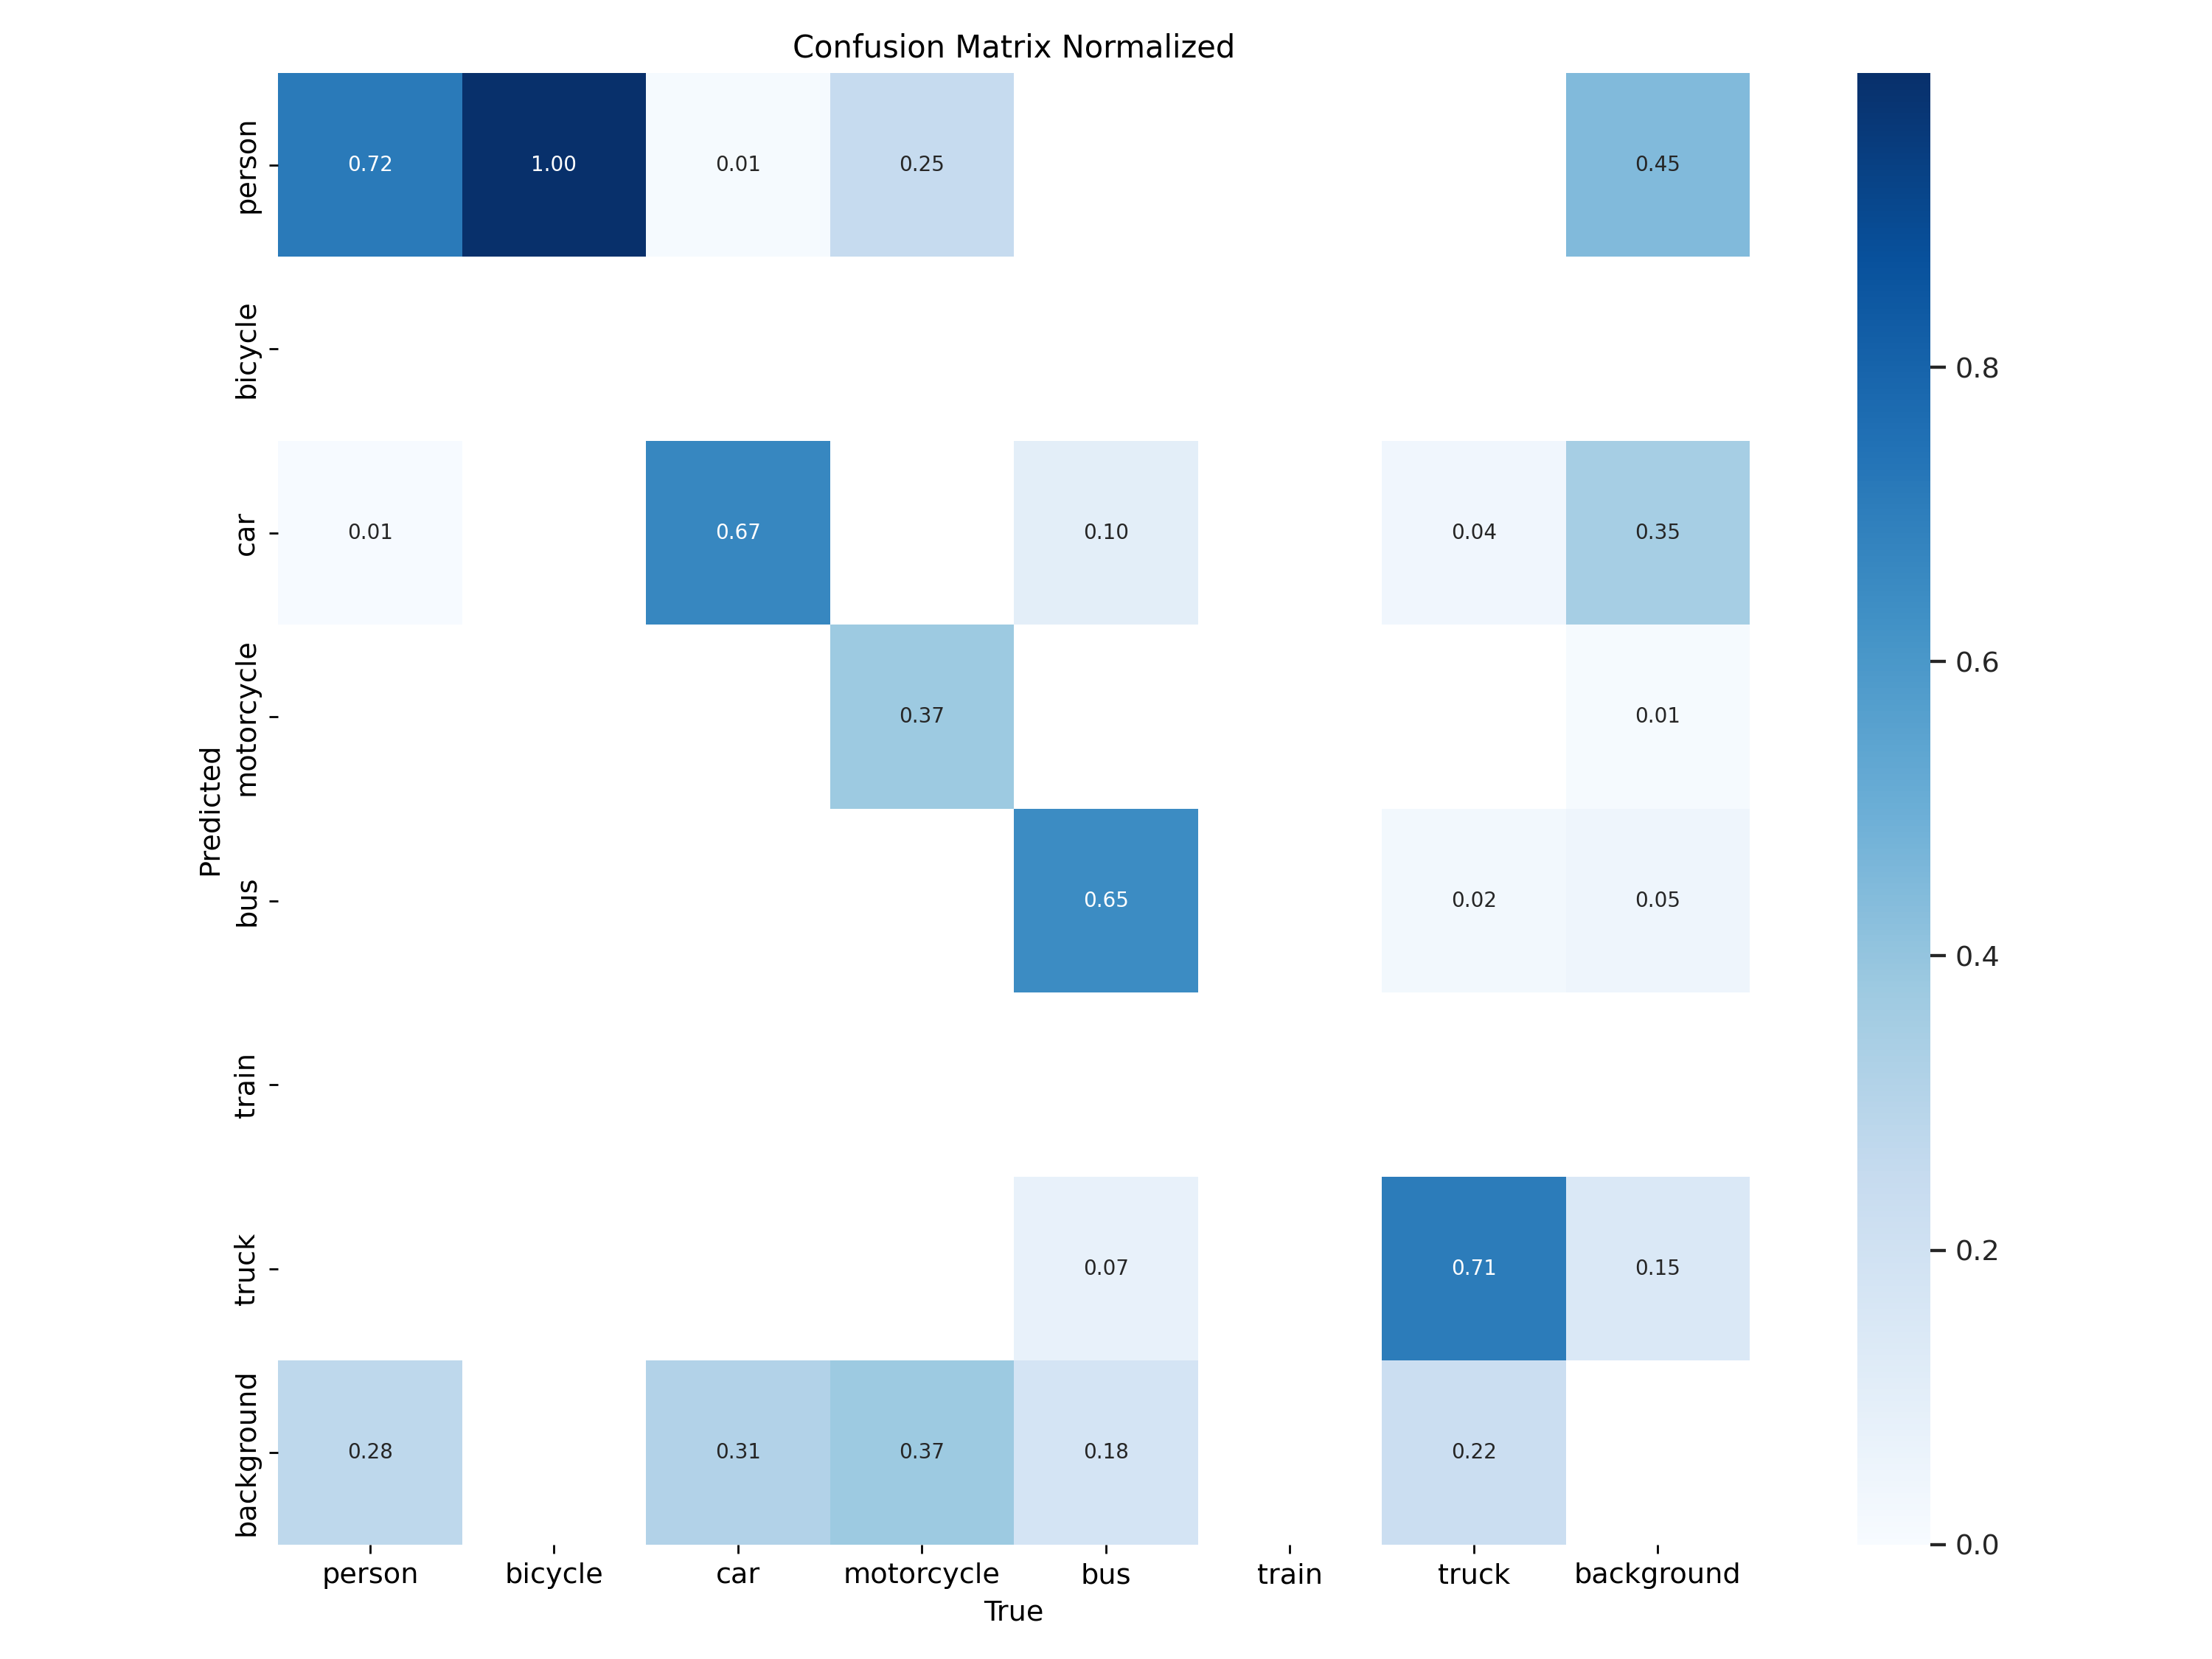 Confusion Matrix Normalized
person
0.72 1.00 0.01 0.25 0.45
bicycle
0.8
car
0.01 0.67 0.10 0.04 0.35
0.6
motorcycle
0.37 0.01
Predicted
bus
0.65 0.02 0.05
0.4
train
truck
0.07 0.71 0.15
0.2
background
0.28 0.31 0.37 0.18 0.22
0.0
person bicycle car motorcycle bus train truck background
True